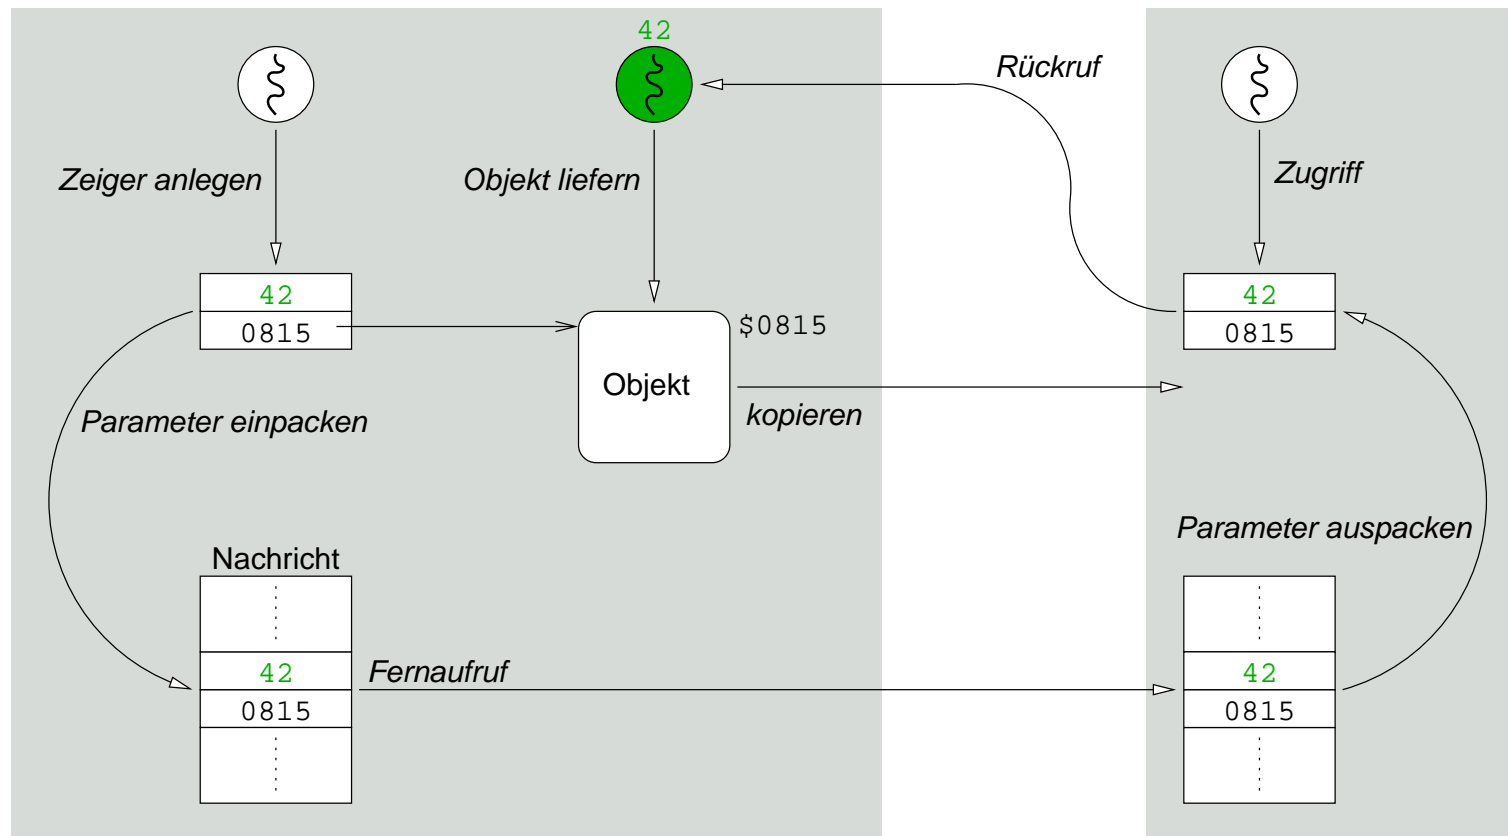 42
Rückruf
Zeiger anlegen
Objekt liefern
Zugriff
42
0815
$0815
42
0815
Objekt
kopieren
Parameter einpacken
Parameter auspacken
Nachricht
42
0815
Fernaufruf
42
0815